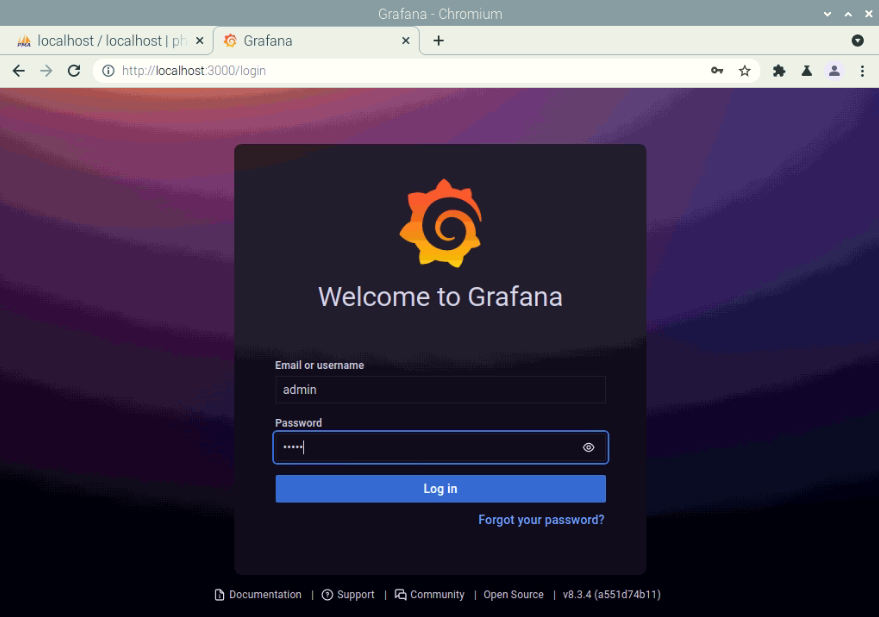 Grafana - Chromium
PMA localhost / localhost | ph Grafana
http://localhost:3000/login
Welcome to Grafana
Email or username
admin
Password
•••••
Log in
Forgot your password?
Documentation | Support | Community | Open Source | v8.3.4 (a551d74b11)